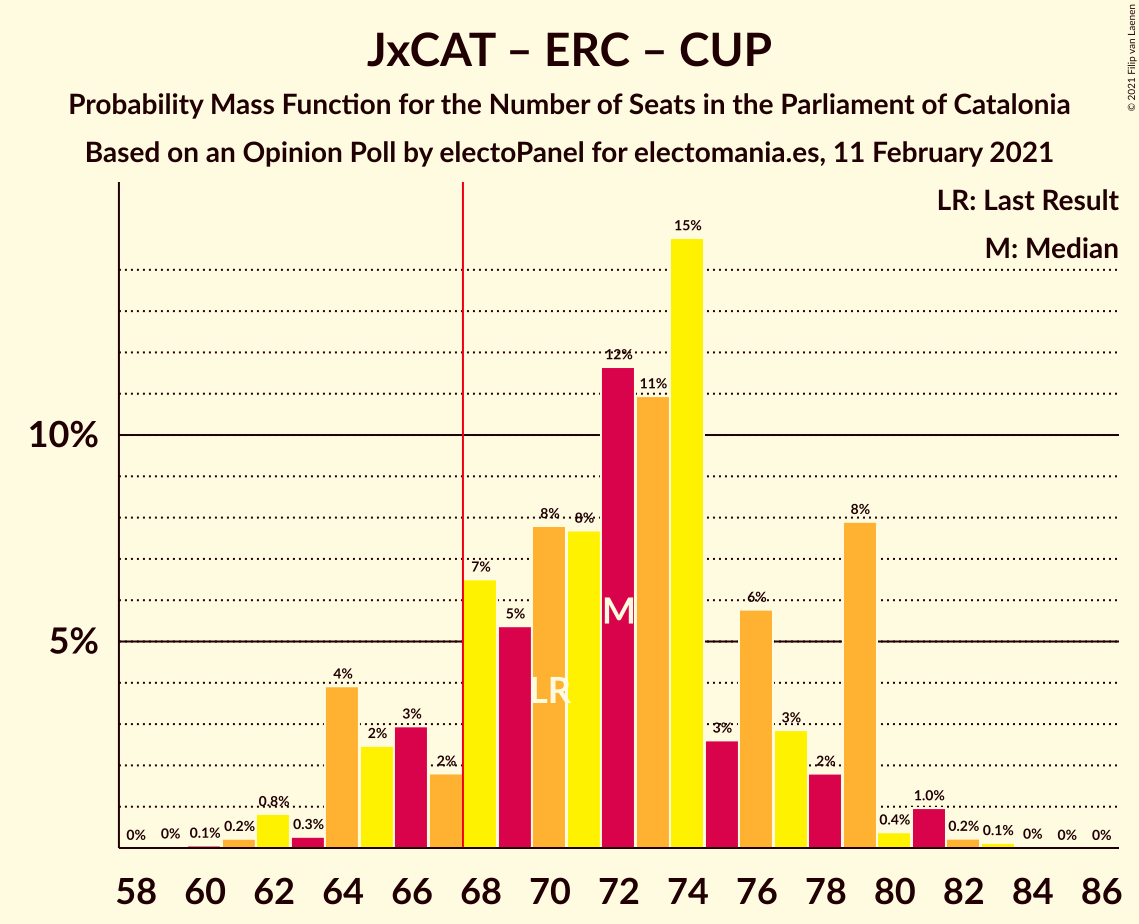 JxCAT – ERC – CUP
Probability Mass Function for the Number of Seats in the Parliament of Catalonia
Based on an Opinion Poll by electoPanel for electomania.es, 11 February 2021
© 2021 Filip van Laenen
LR: Last Result
M: Median
10%
5%
0% 0% 0.1% 0.2% 0.8% 0.3% 4% 2% 3% 2% 7% 5% 8% 8% 12% 11% 15% 3% 6% 3% 2% 8% 0.4% 1.0% 0.2% 0.1% 0% 0% 0%
M
LR
58 60 62 64 66 68 70 72 74 76 78 80 82 84 86